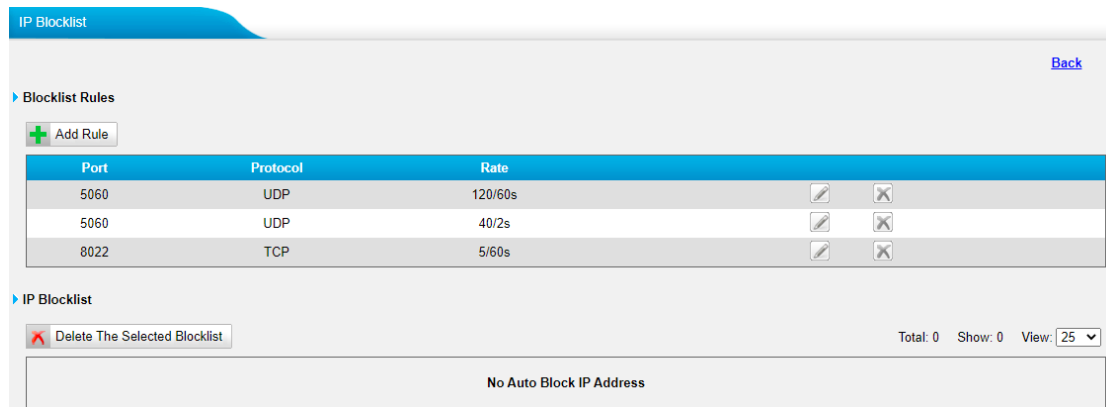 IP Blocklist
Back
Blocklist Rules
Add Rule
Port Protocol Rate
5060 UDP 120/60s
5060 UDP 40/2s
8022 TCP 5/60s
IP Blocklist
Delete The Selected Blocklist Total: 0 Show: 0 View: 25
No Auto Block IP Address